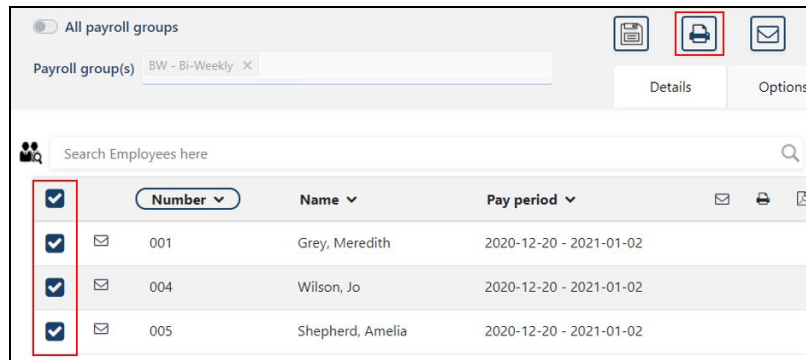 All payroll groups
Payroll group(s) BW - Bi-Weekly ×
Details Options
Search Employees here
Number Name Pay period
001 Grey, Meredith 2020-12-20 - 2021-01-02
004 Wilson, Jo 2020-12-20 - 2021-01-02
005 Shepherd, Amelia 2020-12-20 - 2021-01-02